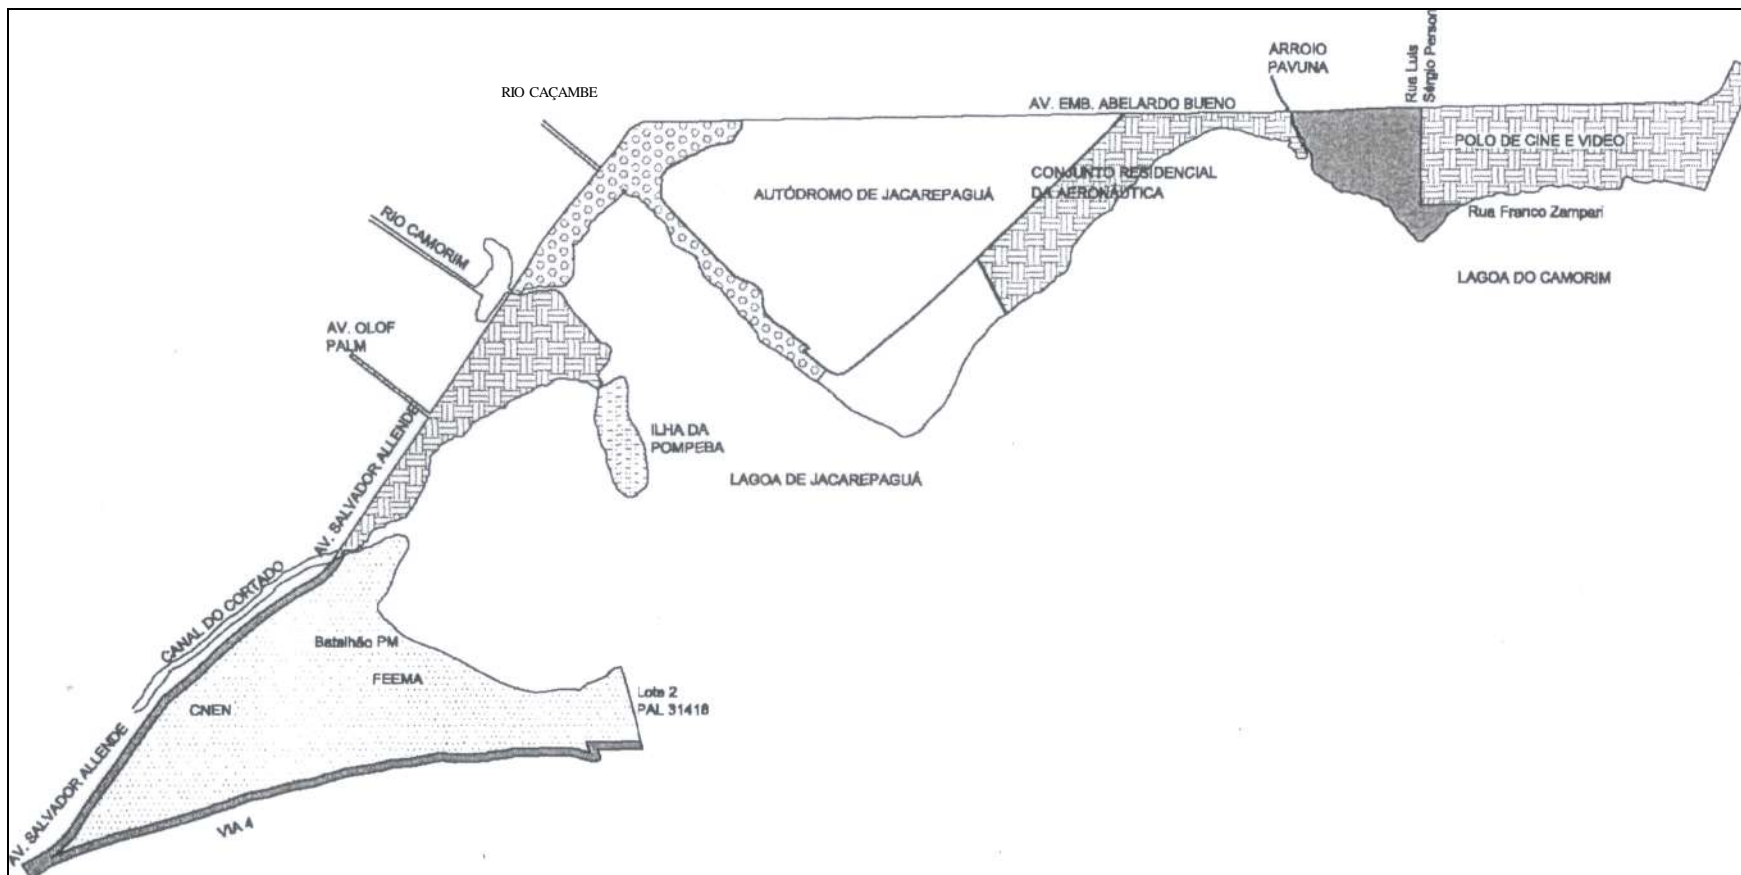 RIO CAÇAMBE
ARROIO
PAVUNA
Rua Luis
Sérgio Person
AV. EMB. ABELARDO BUENO
POLO DE CINE E VIDEO
CONJUNTO RESIDENCIAL
DA AERONÁUTICA
AUTÓDROMO DE JACAREPAGUÁ
Rua Franco Zampari
RIO CAMORIM
LAGOA DO CAMORIM
AV. OLOF
PALM
ILHA DA
POMPEBA
LAGOA DE JACAREPAGUÁ
AV. SALVADOR ALLENDE
CANAL DO CORTADO
Batalhão PM
FEEMA
CNEN
Lote 2
PAL 31418
AV. SALVADOR ALLENDE
VIA 4